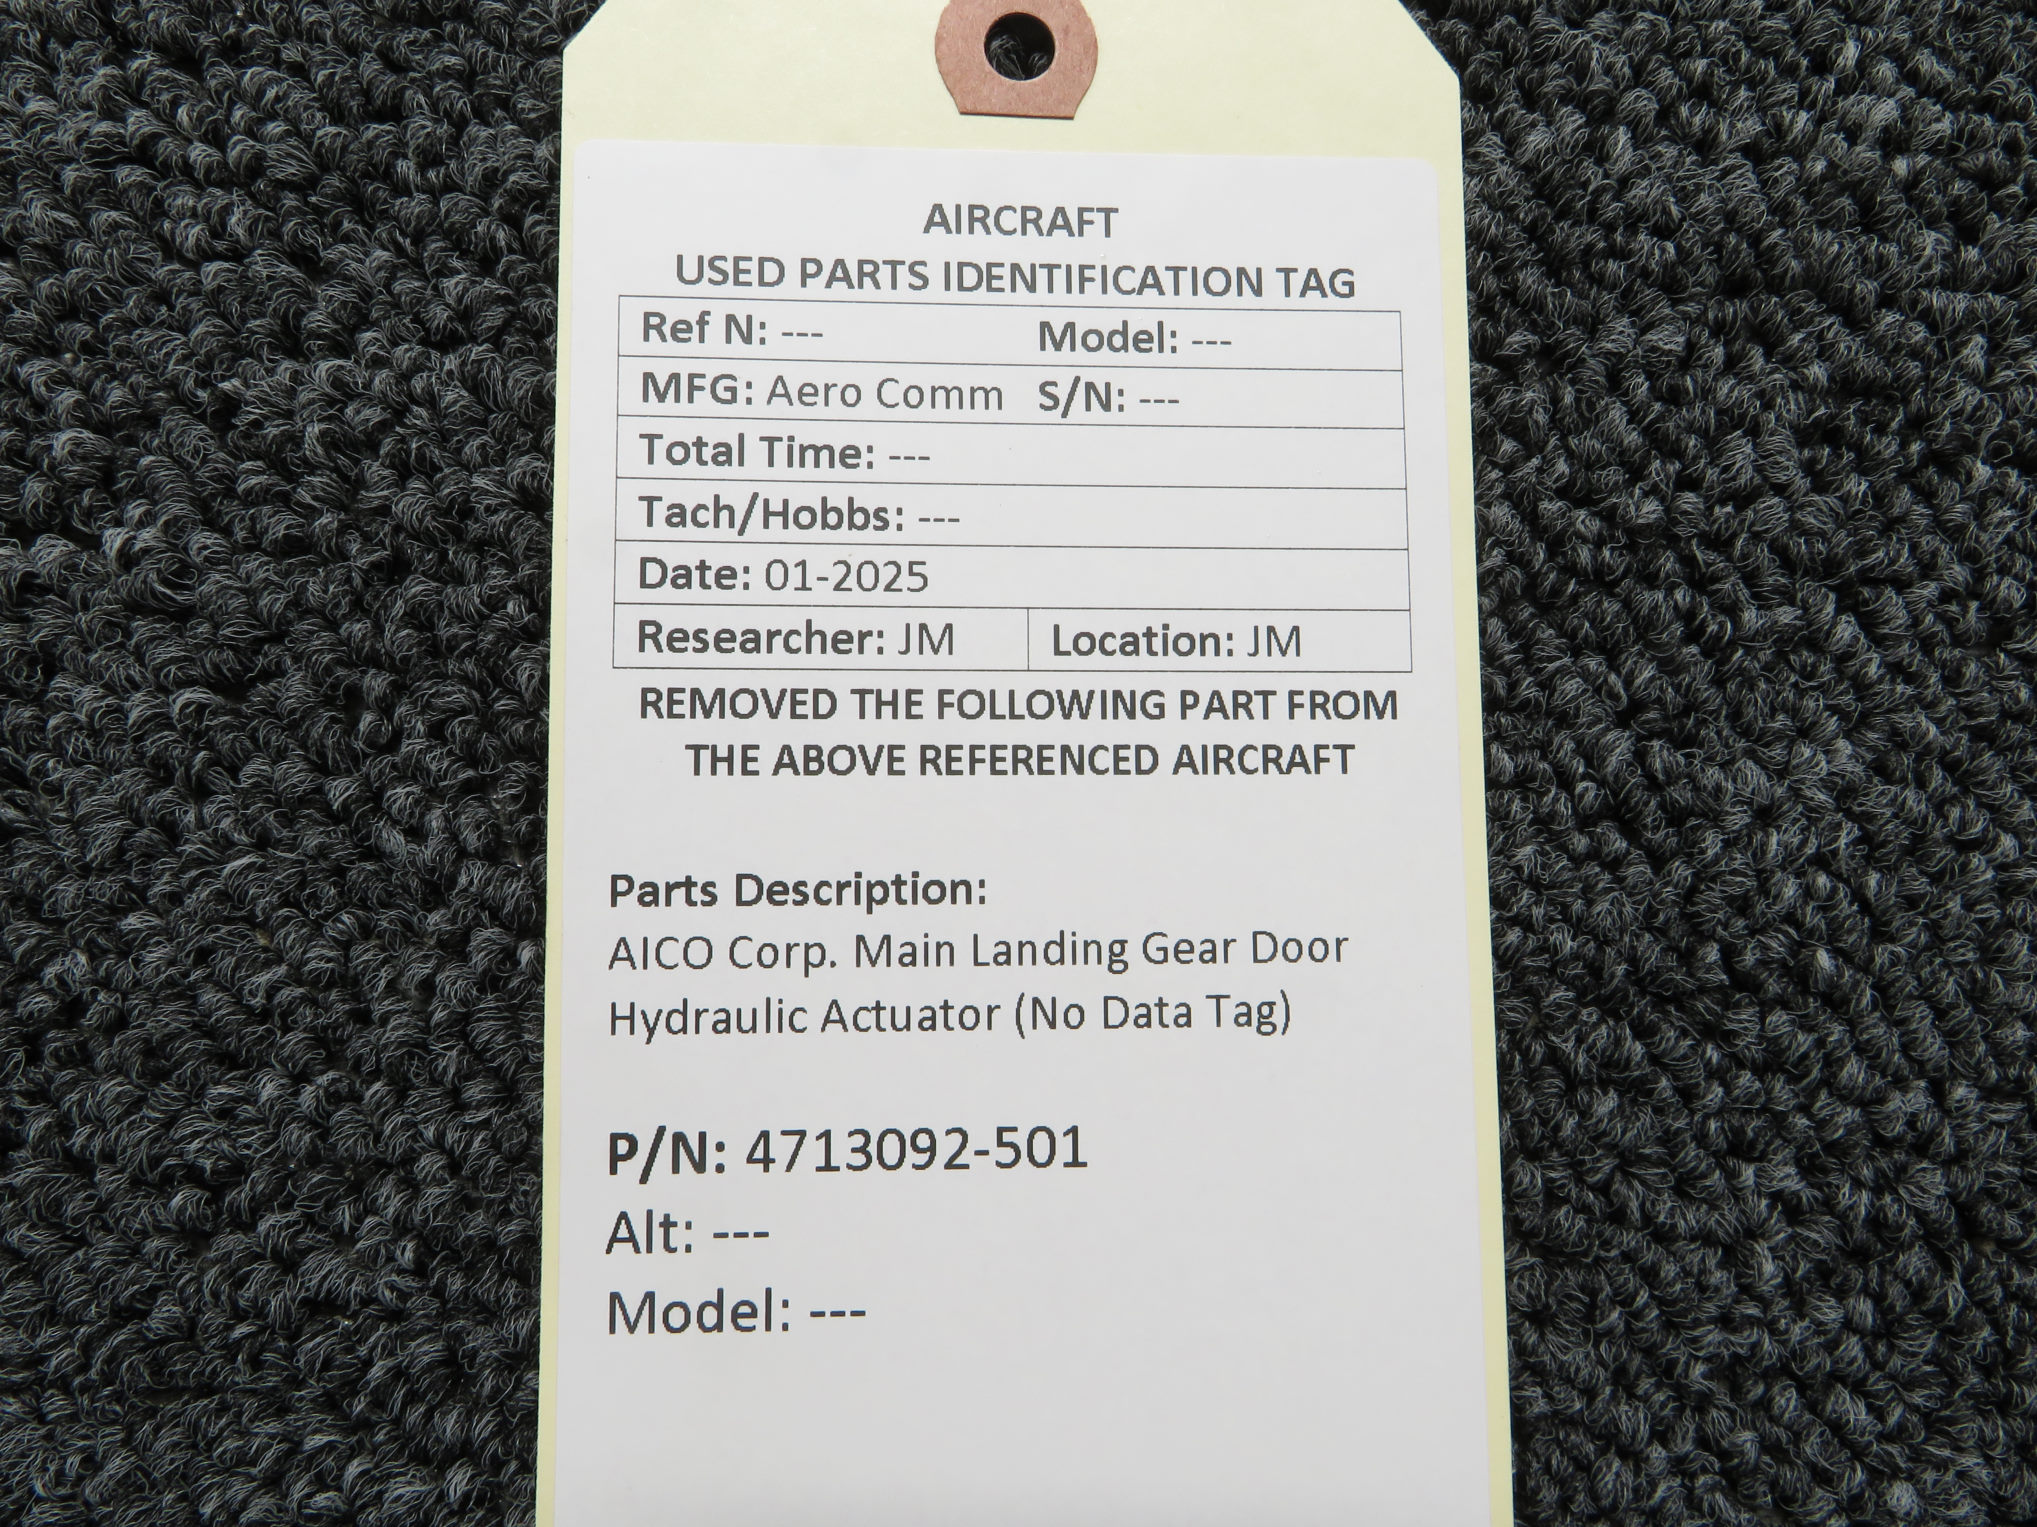 AIRCRAFT
USED PARTS IDENTIFICATION TAG
Ref N: --- Model: ---
MFG: Aero Comm S/N: ---
Total Time: ---
Tach/Hobbs: ---
Date: 01-2025
Researcher: JM Location: JM
REMOVED THE FOLLOWING PART FROM
THE ABOVE REFERENCED AIRCRAFT
Parts Description:
AICO Corp. Main Landing Gear Door
Hydraulic Actuator (No Data Tag)
P/N: 4713092-501
Alt: ---
Model: ---